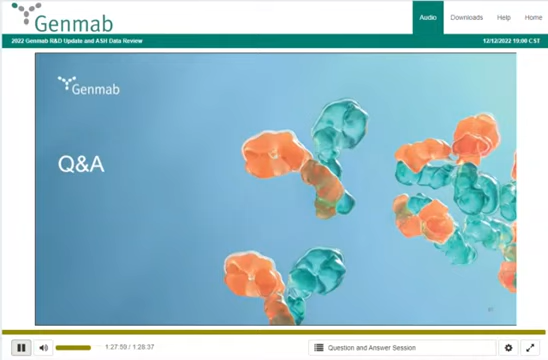 Genmab
Audio
Downloads
Help
Home
2022 Genmab R&D Update and ASH Data Review
12/12/2022 19:00 CST
Genmab
Q&A
1:27:59 / 1:28:37
Question and Answer Session